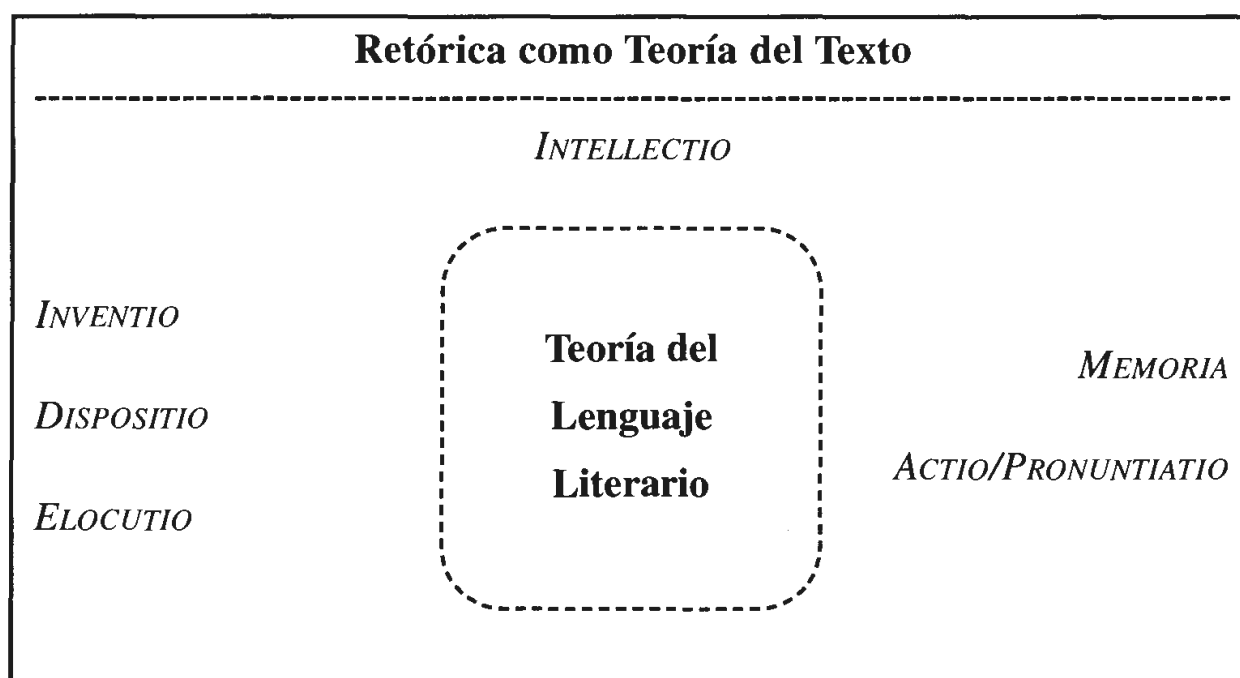 Retórica como Teoría del Texto
INTELLECTIO
INVENTIO
DISPOSITIO
ELOCUTIO
Teoría del
Lenguaje
Literario
MEMORIA
ACTIO/PRONUNTIATIO